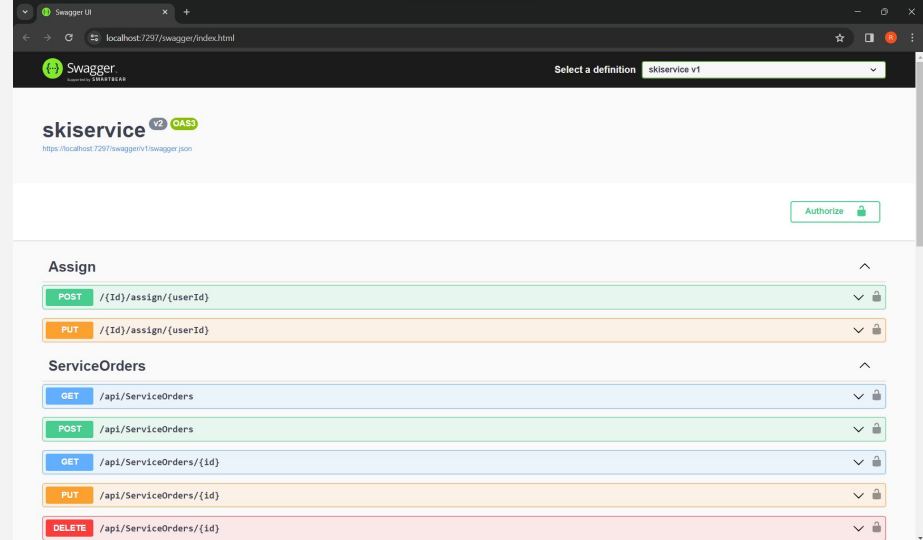 Swagger UI
localhost:7297/swagger/index.html
R
Swagger.
Supported by SMARTBEAR
Select a definition
skiservice v1
skiservice v2 OAS3
https://localhost:7297/swagger/v1/swagger.json
Authorize
Assign
POST /{Id}/assign/{userId}
PUT /{Id}/assign/{userId}
ServiceOrders
GET /api/ServiceOrders
POST /api/ServiceOrders
GET /api/ServiceOrders/{id}
PUT /api/ServiceOrders/{id}
DELETE /api/ServiceOrders/{id}